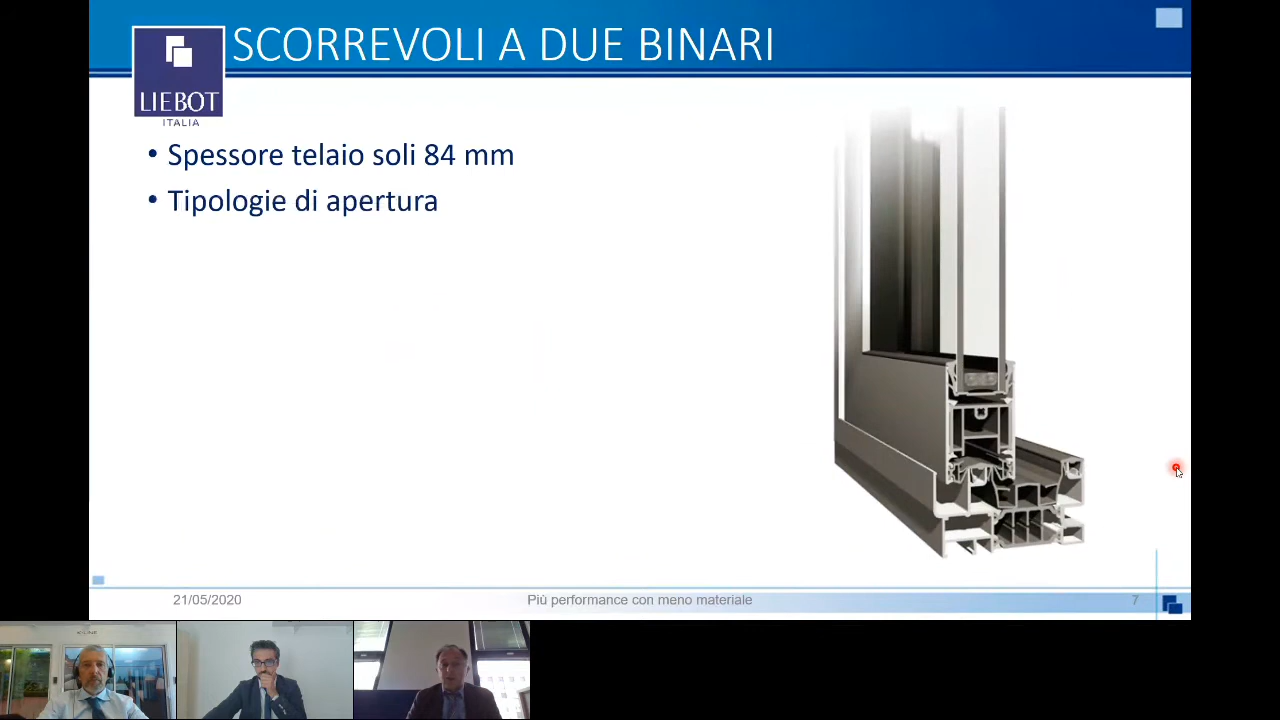 SCORREVOLI A DUE BINARI
LIEBOT
ITALIA
• Spessore telaio soli 84 mm
• Tipologie di apertura
21/05/2020
Più performance con meno materiale
7
K-LINE